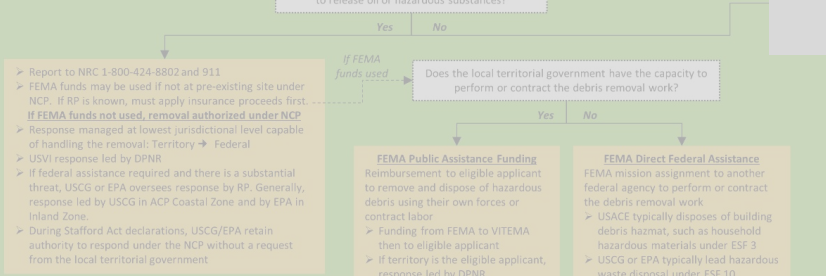 to release oil or hazardous substances?
Yes
No
➢ Report to NRC 1-800-424-8802 and 911
➢ FEMA funds may be used if not at pre-existing site under
NCP. If RP is known, must apply insurance proceeds first.
If FEMA funds not used, removal authorized under NCP
➢ Response managed at lowest jurisdictional level capable
of handling the removal: Territory ➔ Federal
➢ USVI response led by DPNR
➢ If federal assistance required and there is a substantial
threat, USCG or EPA oversees response by RP. Generally,
response led by USCG in ACP Coastal Zone and by EPA in
Inland Zone.
➢ During Stafford Act declarations, USCG/EPA retain
authority to respond under the NCP without a request
from the local territorial government
If FEMA
funds used
Does the local territorial government have the capacity to
perform or contract the debris removal work?
Yes
No
FEMA Public Assistance Funding
Reimbursement to eligible applicant
to remove and dispose of hazardous
debris using their own forces or
contract labor
➢ Funding from FEMA to VITEMA
then to eligible applicant
➢ If territory is the eligible applicant,
response led by DPNR
FEMA Direct Federal Assistance
FEMA mission assignment to another
federal agency to perform or contract
the debris removal work
➢ USACE typically disposes of building
debris hazmat, such as household
hazardous materials under ESF 3
➢ USCG or EPA typically lead hazardous
waste disposal under ESF 10